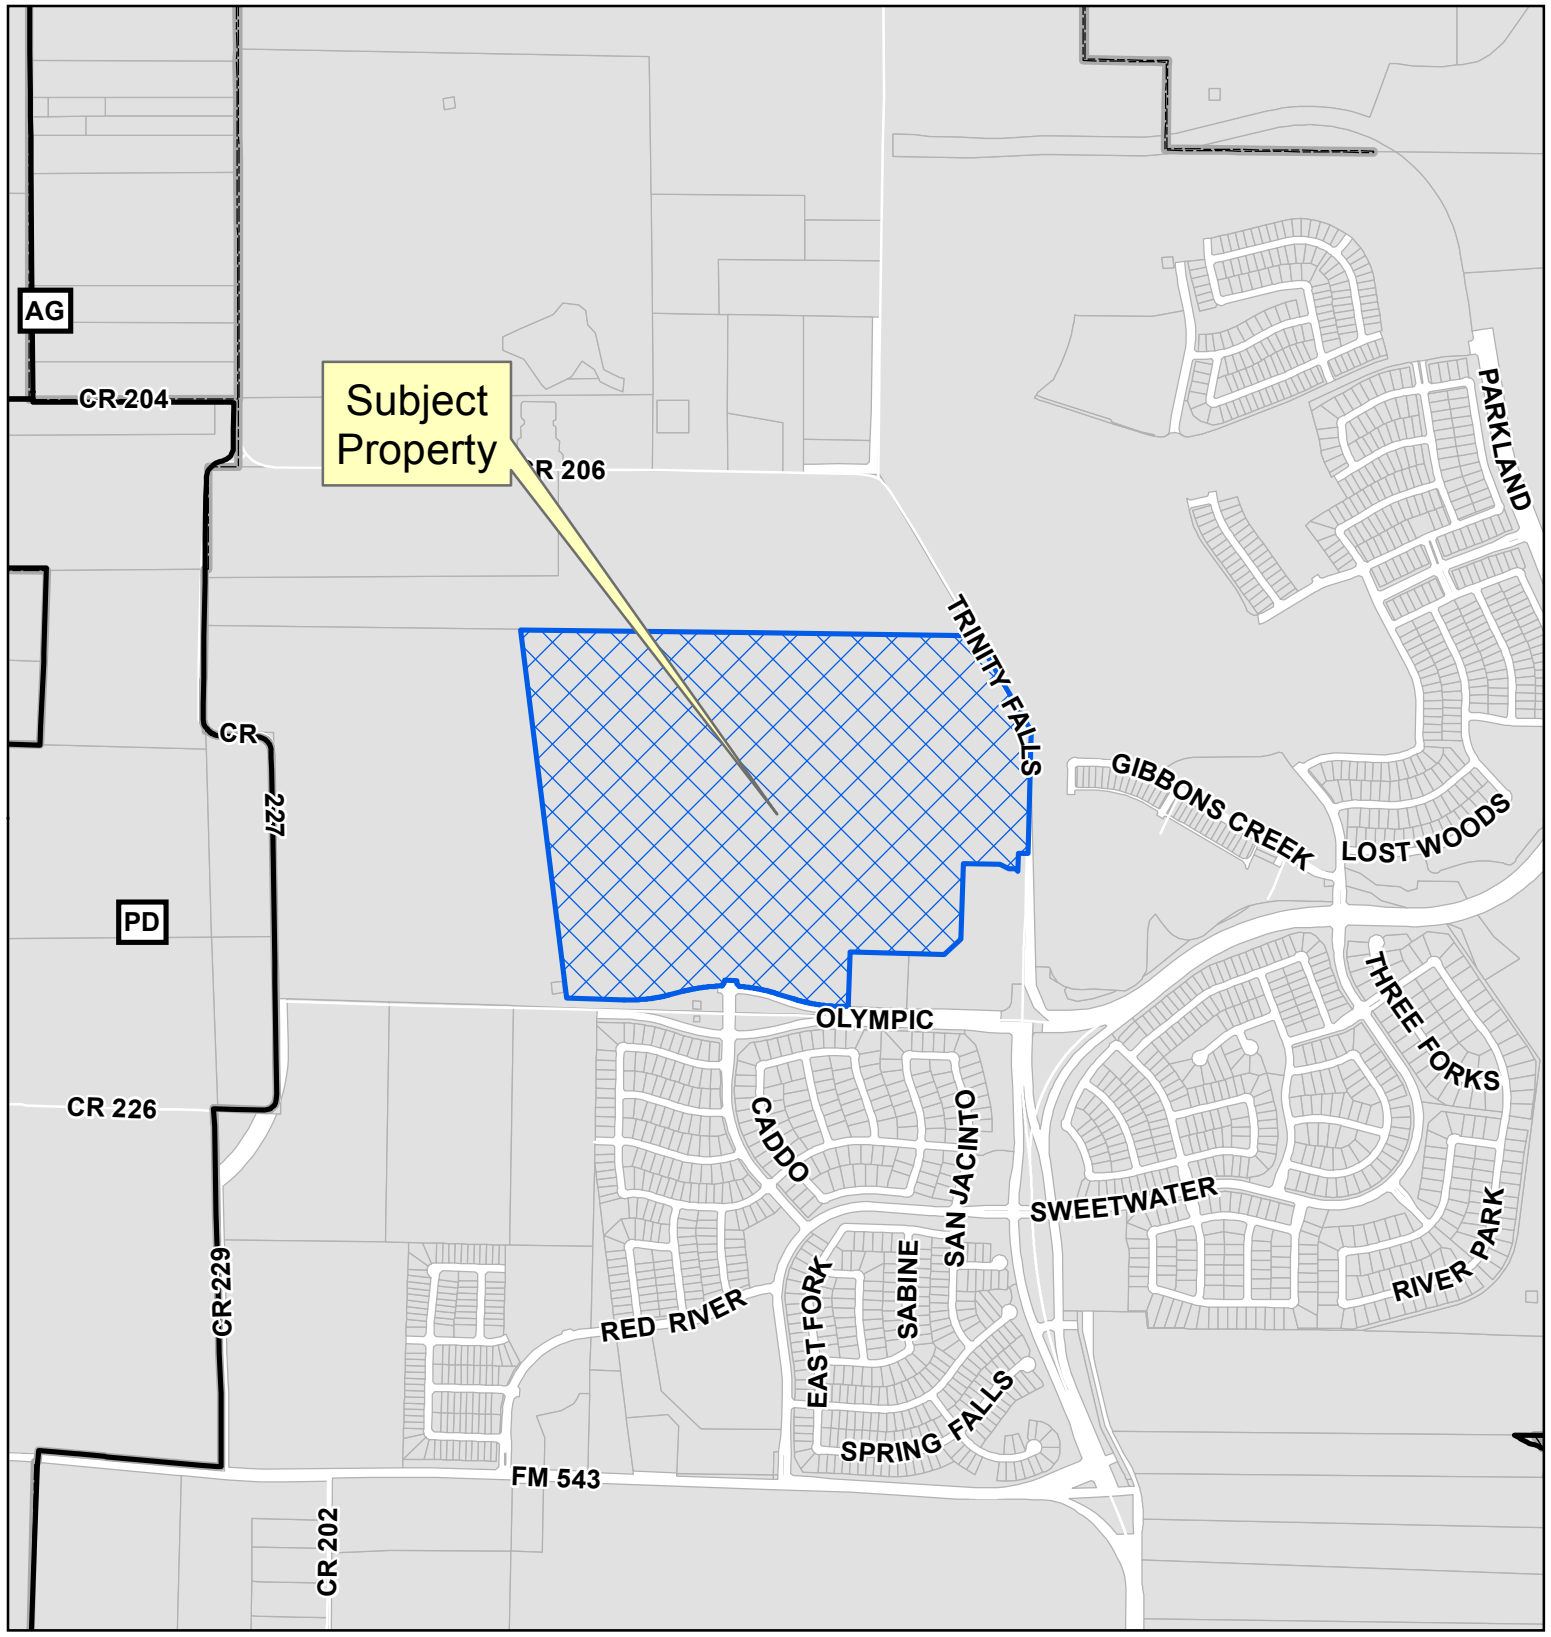 AG
CR 204
Subject
Property
CR 206
PARKLAND
TRINITY FALLS
CR 227
GIBBONS CREEK
LOST WOODS
PD
THREE FORKS
OLYMPIC
CR 226
CADDO
SAN JACINTO
SWEETWATER
RIVER PARK
CR 229
EAST FORK
SABINE
RED RIVER
SPRING FALLS
FM 543
CR 202